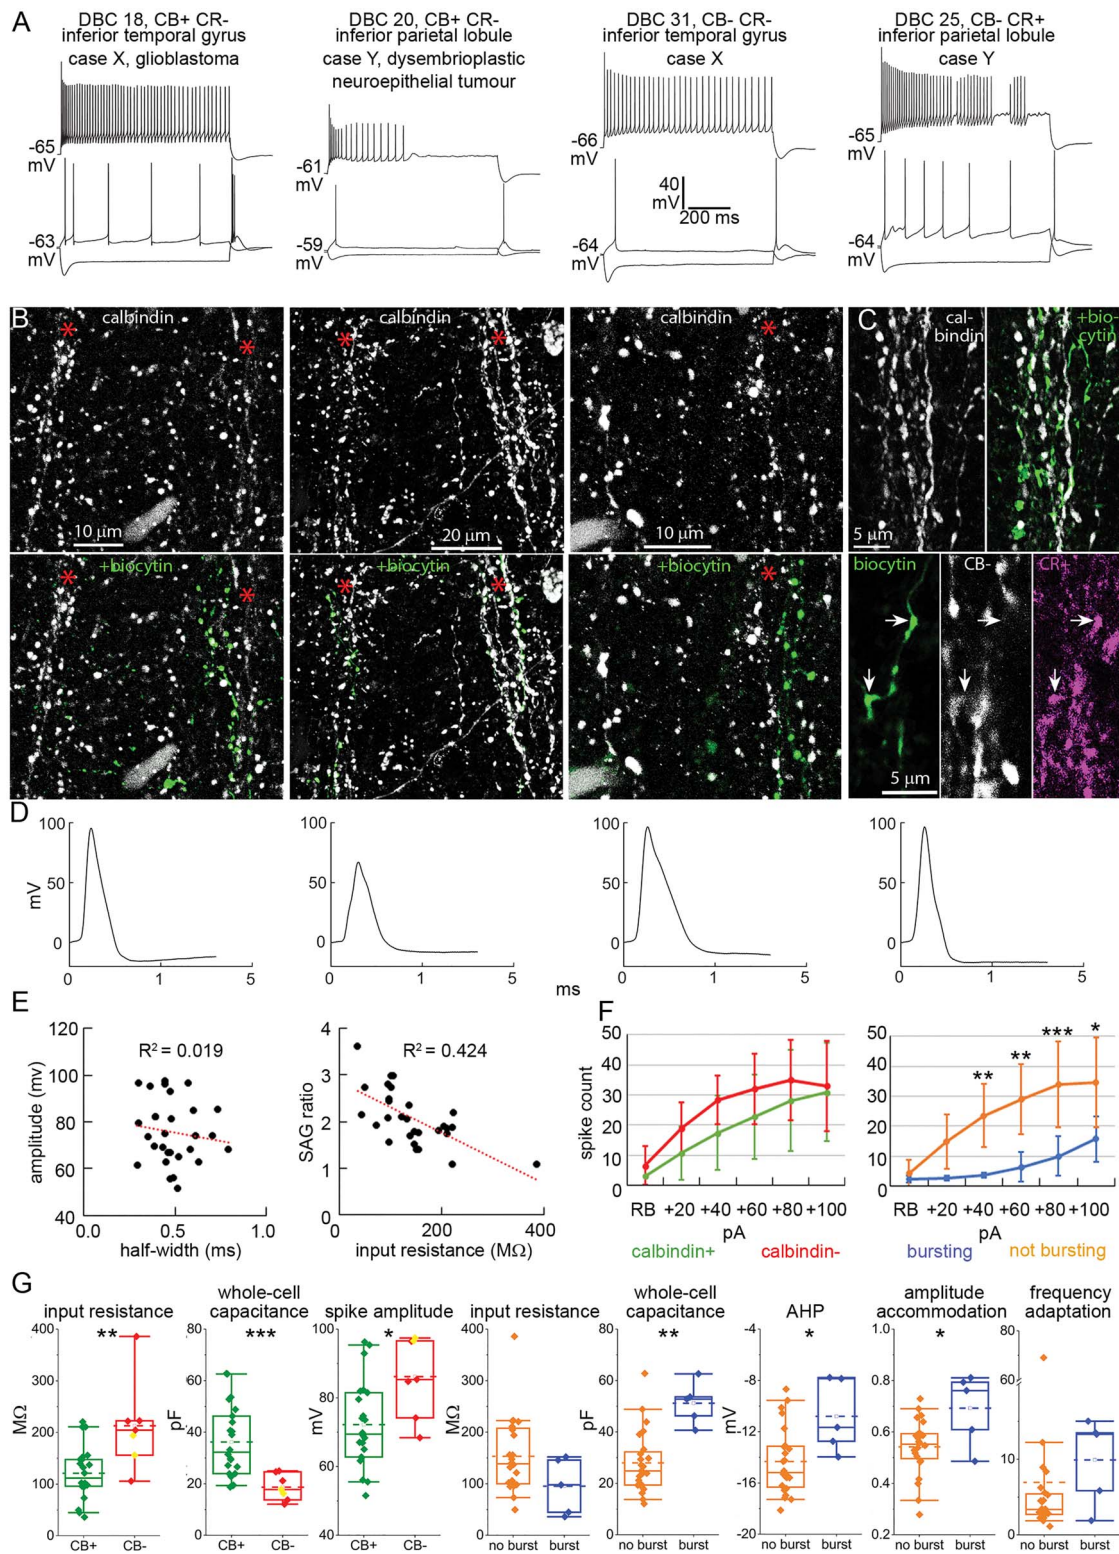 A
DBC 18, CB+ CR-
inferior temporal gyrus
case X, glioblastoma
DBC 20, CB+ CR-
inferior parietal lobule
case Y, dysembrioplastic
neuroepithelial tumour
DBC 31, CB- CR-
inferior temporal gyrus
case X
DBC 25, CB- CR+
inferior parietal lobule
case Y
-65
mV
-61
mV
-66
mV
-65
mV
40
mV
200 ms
-63
mV
-59
mV
-64
mV
-64
mV
B
* calbindin *
* calbindin *
calbindin *
C
cal-
bindin
+bio-
cytin
10 μm
20 μm
10 μm
5 μm
* +biocytin *
* +biocytin *
+biocytin *
biocytin
CB-
CR+
5 μm
D
100 100 100 100
mV
50 50 50 50
0 0 0 0
1 5 1 5 1 5 1 5
ms
E
120
100
80
60
40
amplitude (mv)
R² = 0.019
0.0 0.5 1.0
half-width (ms)
4
3
2
1
0
SAG ratio
R² = 0.424
0 200 400
input resistance (MΩ)
F
50
40
30
20
10
0
spike count
RB +20 +40 +60 +80 +100
pA
calbindin+ calbindin-
50
40
30
20
10
0
** ** *** *
RB +20 +40 +60 +80 +100
pA
bursting not bursting
G
input resistance
**
400
300
200
100
0
MΩ
CB+ CB-
whole-cell
capacitance
***
80
60
40
20
0
pF
CB+ CB-
spike amplitude
*
100
80
60
40
mV
CB+ CB-
input resistance
400
300
200
100
0
MΩ
no burst burst
whole-cell
capacitance
**
80
60
40
20
0
pF
no burst burst
AHP
*
-4
-8
-12
-16
-20
mV
no burst burst
amplitude
accommodation
*
1.0
0.8
0.6
0.4
0.2
no burst burst
frequency
adaptation
80
60
10
0
no burst burst